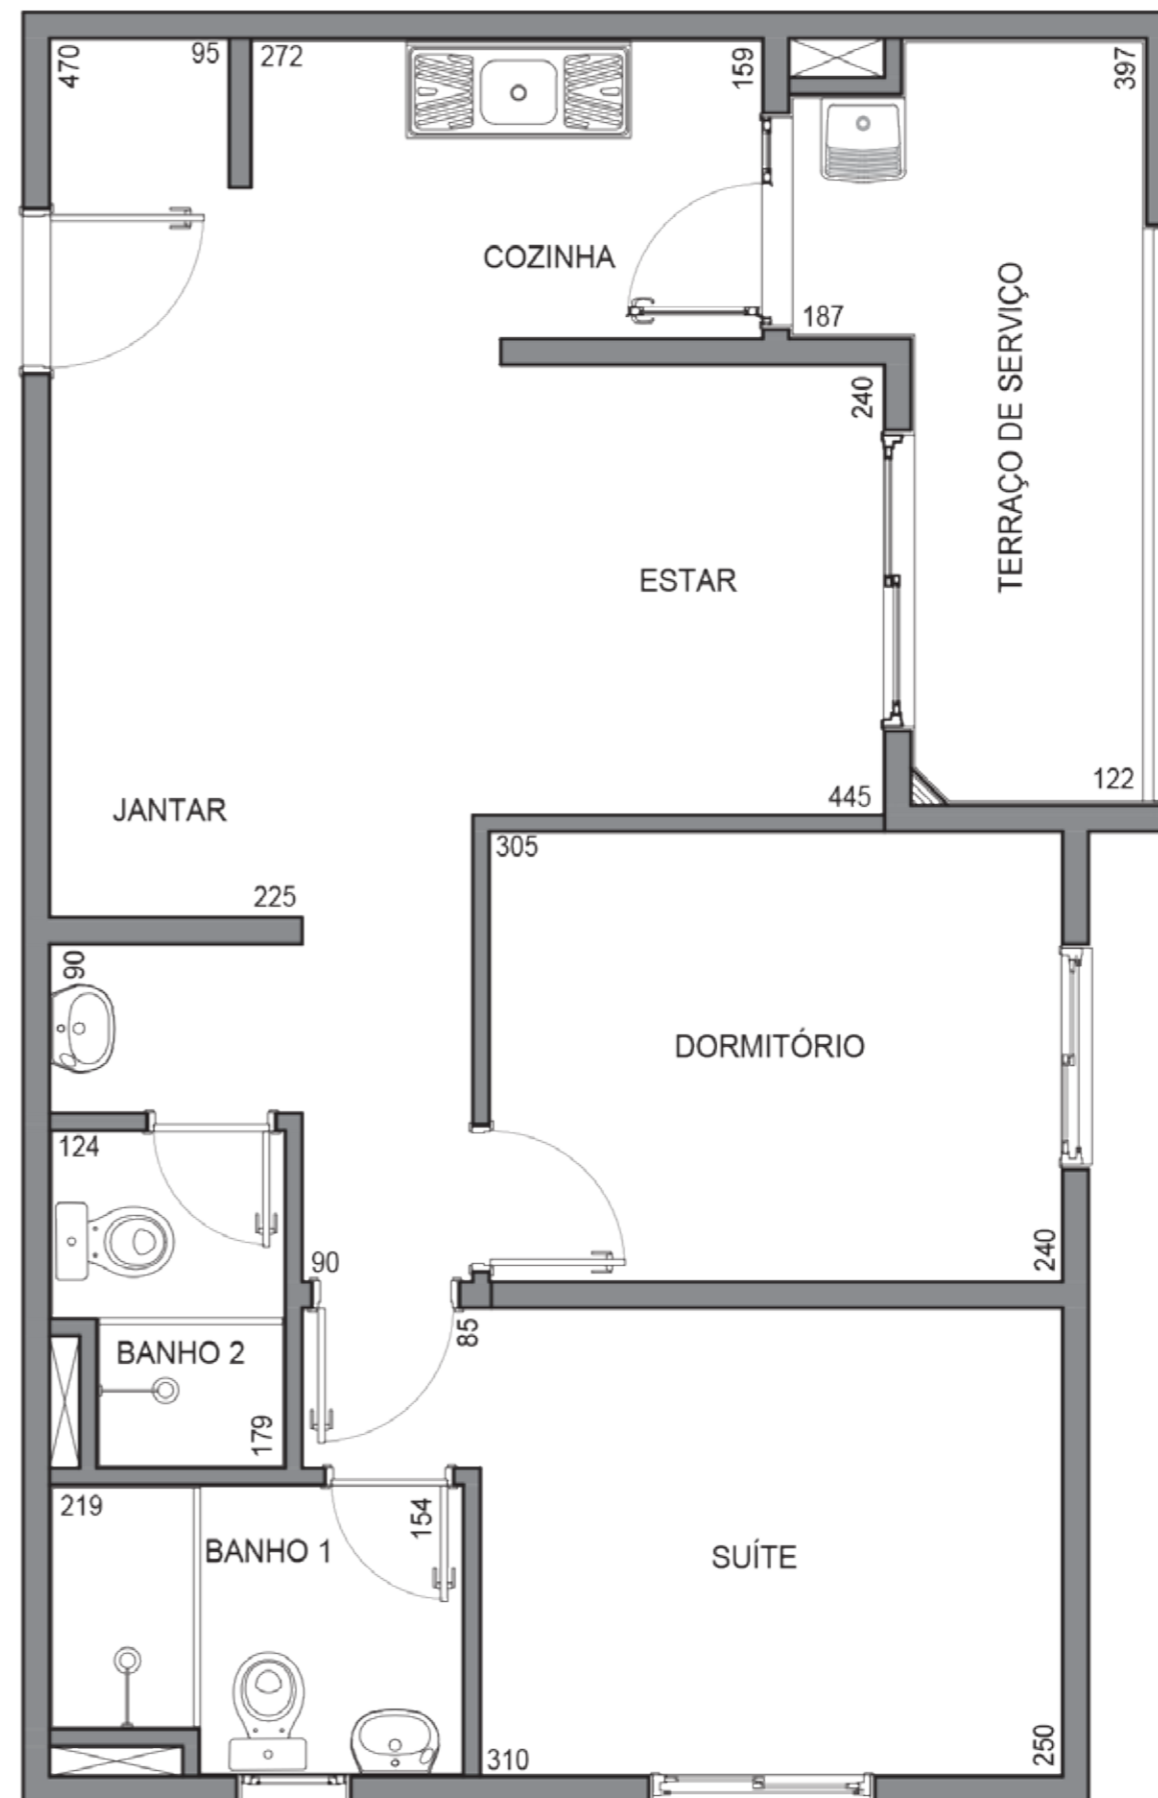 470
95
272
159
397
COZINHA
187
TERRAÇO DE SERVIÇO
240
ESTAR
122
JANTAR
445
305
225
90
DORMITÓRIO
124
240
90
85
BANHO 2
179
219
154
BANHO 1
SUÍTE
310
250